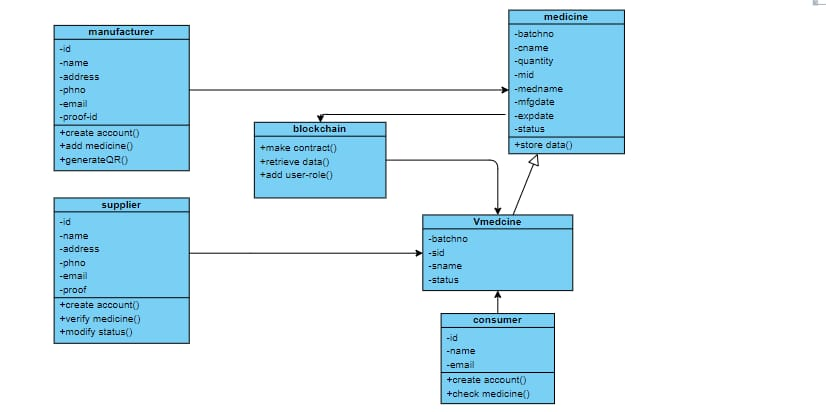 manufacturer
-id
-name
-address
-phno
-email
-proof-id
+create account()
+add medicine()
+generateQR()
medicine
-batchno
-cname
-quantity
-mid
-medname
-mfgdate
-expdate
-status
+store data()
blockchain
+make contract()
+retrieve data()
+add user-role()
supplier
-id
-name
-address
-phno
-email
-proof
+create account()
+verify medicine()
+modify status()
Vmedcine
-batchno
-sid
-sname
-status
consumer
-id
-name
-email
+create account()
+check medicine()